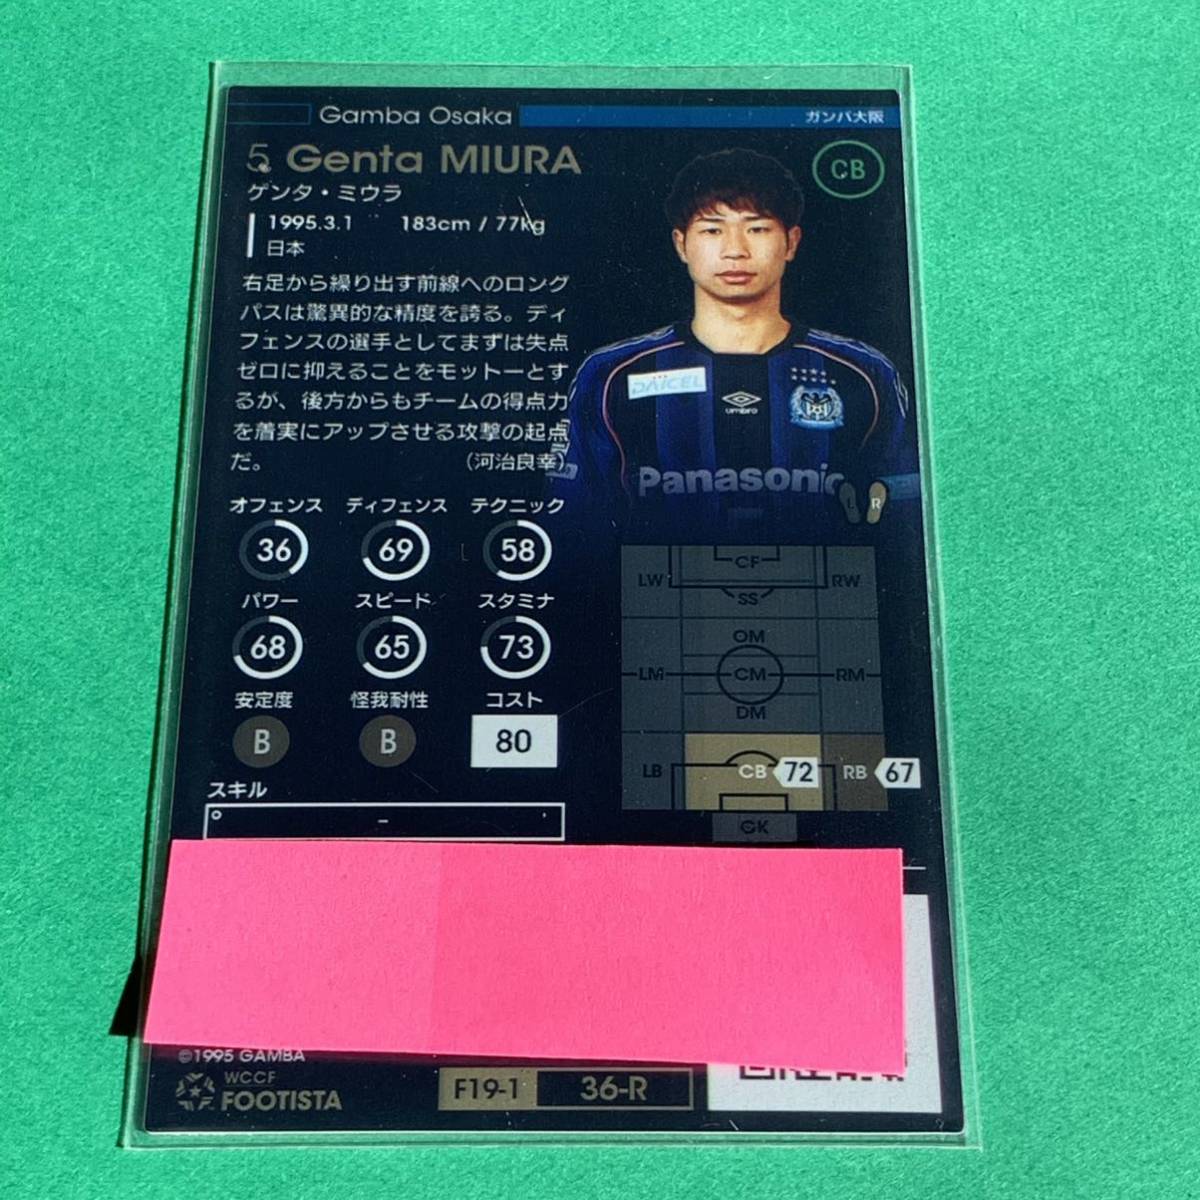 Gamba Osaka ガンバ大阪
5. Genta MIURA CB
ゲンタ・ミウラ
1995.3.1 183cm / 77kg
日本
右足から繰り出す前線へのロング
パスは驚異的な精度を誇る。ディ
フェンスの選手としてまずは失点
ゼロに抑えることをモットーとす
るが、後方からもチームの得点力
を着実にアップさせる攻撃の起点
だ。 (河治良幸)
DAICEL
umbro
Panasonic
L R
オフェンス ディフェンス テクニック
36 69 58
パワー スピード スタミナ
68 65 73
安定度 怪我耐性 コスト
B B 80
スキル
-
CF
LW RW
SS
OM
LM CM RM
DM
LB CB 72 RB 67
GK
©1995 GAMBA
WCCF
FOOTISTA
F19-1 36-R